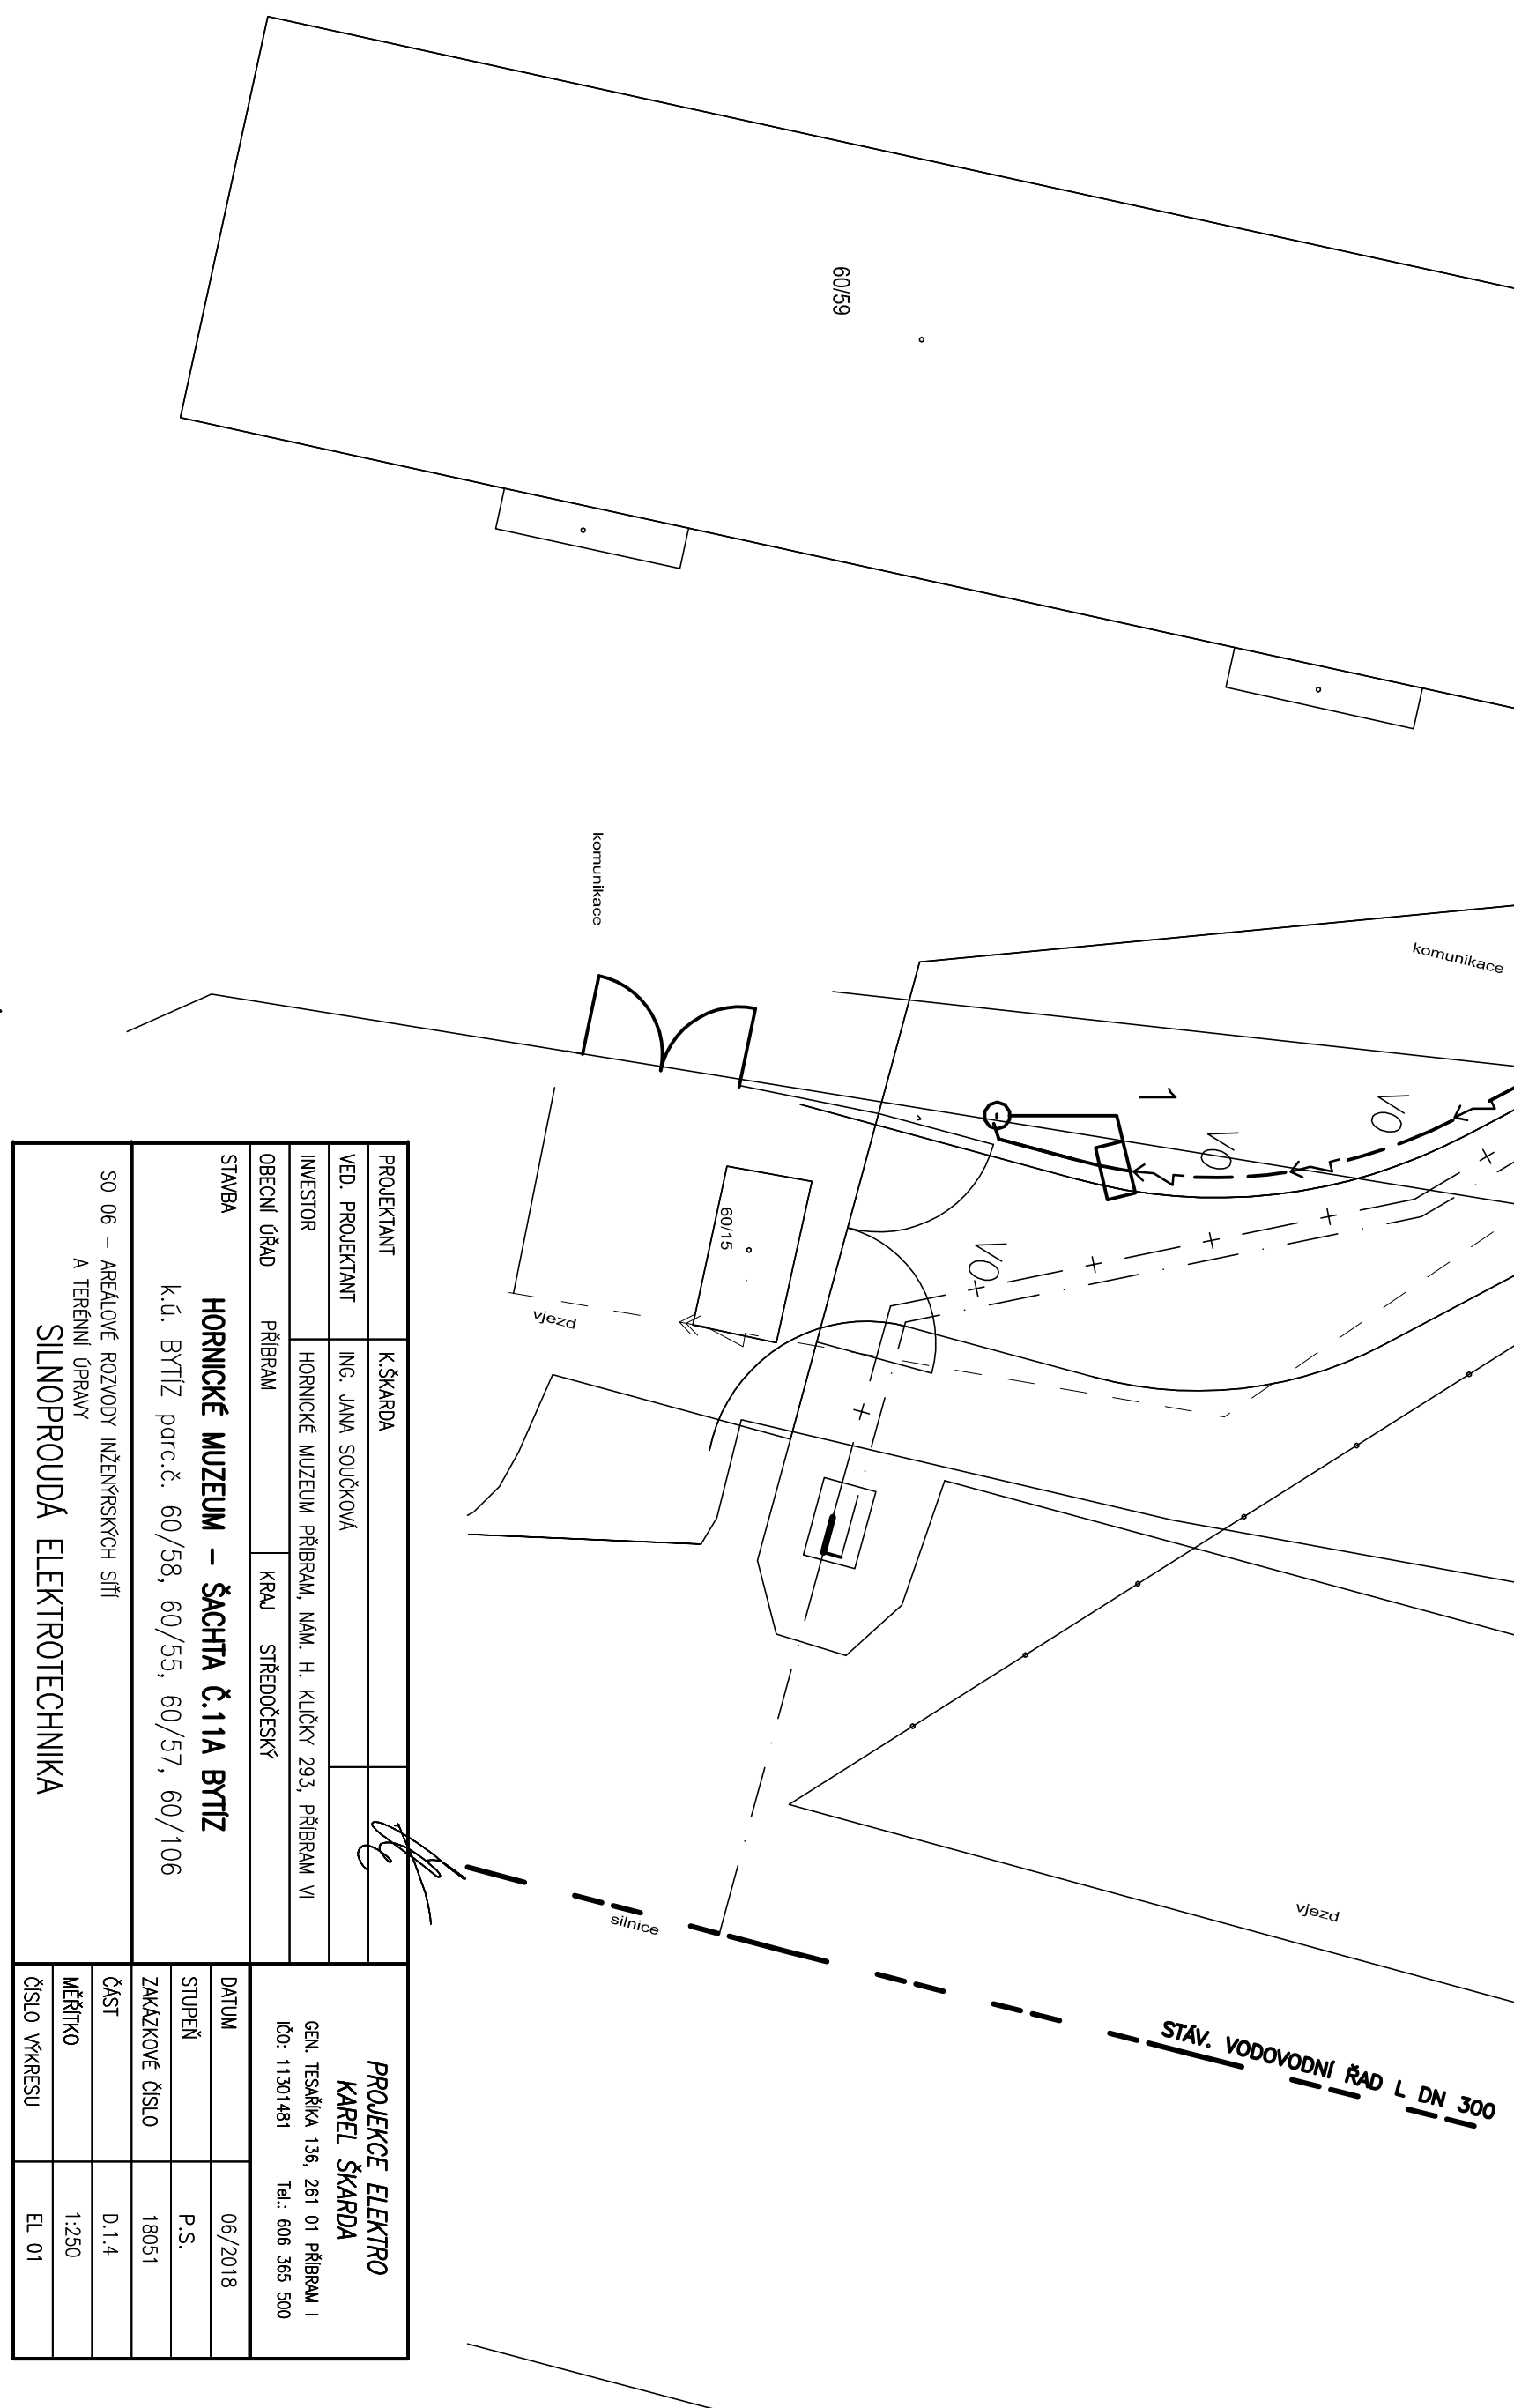 60/59
komunikace
komunikace
1
VO
VO
VO
60/15
vjezd
silnice
vjezd
STÁV. VODOVODNÍ ŘAD L DN 300
PROJEKTANT K.ŠKARDA
VED. PROJEKTANT ING. JANA SOUČKOVÁ
INVESTOR HORNICKÉ MUZEUM PŘÍBRAM, NÁM. H. KLIČKY 293, PŘÍBRAM VI
OBECNÍ ÚŘAD PŘÍBRAM KRAJ STŘEDOČESKÝ
STAVBA
HORNICKÉ MUZEUM – ŠACHTA Č.11A BYTÍZ
k.ú. BYTÍZ parc.č. 60/58, 60/55, 60/57, 60/106
SO 06 – AREÁLOVÉ ROZVODY INŽENÝRSKÝCH SÍTÍ
A TERÉNNÍ ÚPRAVY
SILNOPROUDÁ ELEKTROTECHNIKA
PROJEKCE ELEKTRO
KAREL ŠKARDA
GEN. TESAŘÍKA 136, 261 01 PŘÍBRAM I
IČO: 11301481 Tel.: 606 365 500
DATUM 06/2018
STUPEŇ P.S.
ZAKÁZKOVÉ ČÍSLO 18051
ČÁST D.1.4
MĚŘÍTKO 1:250
ČÍSLO VÝKRESU EL 01